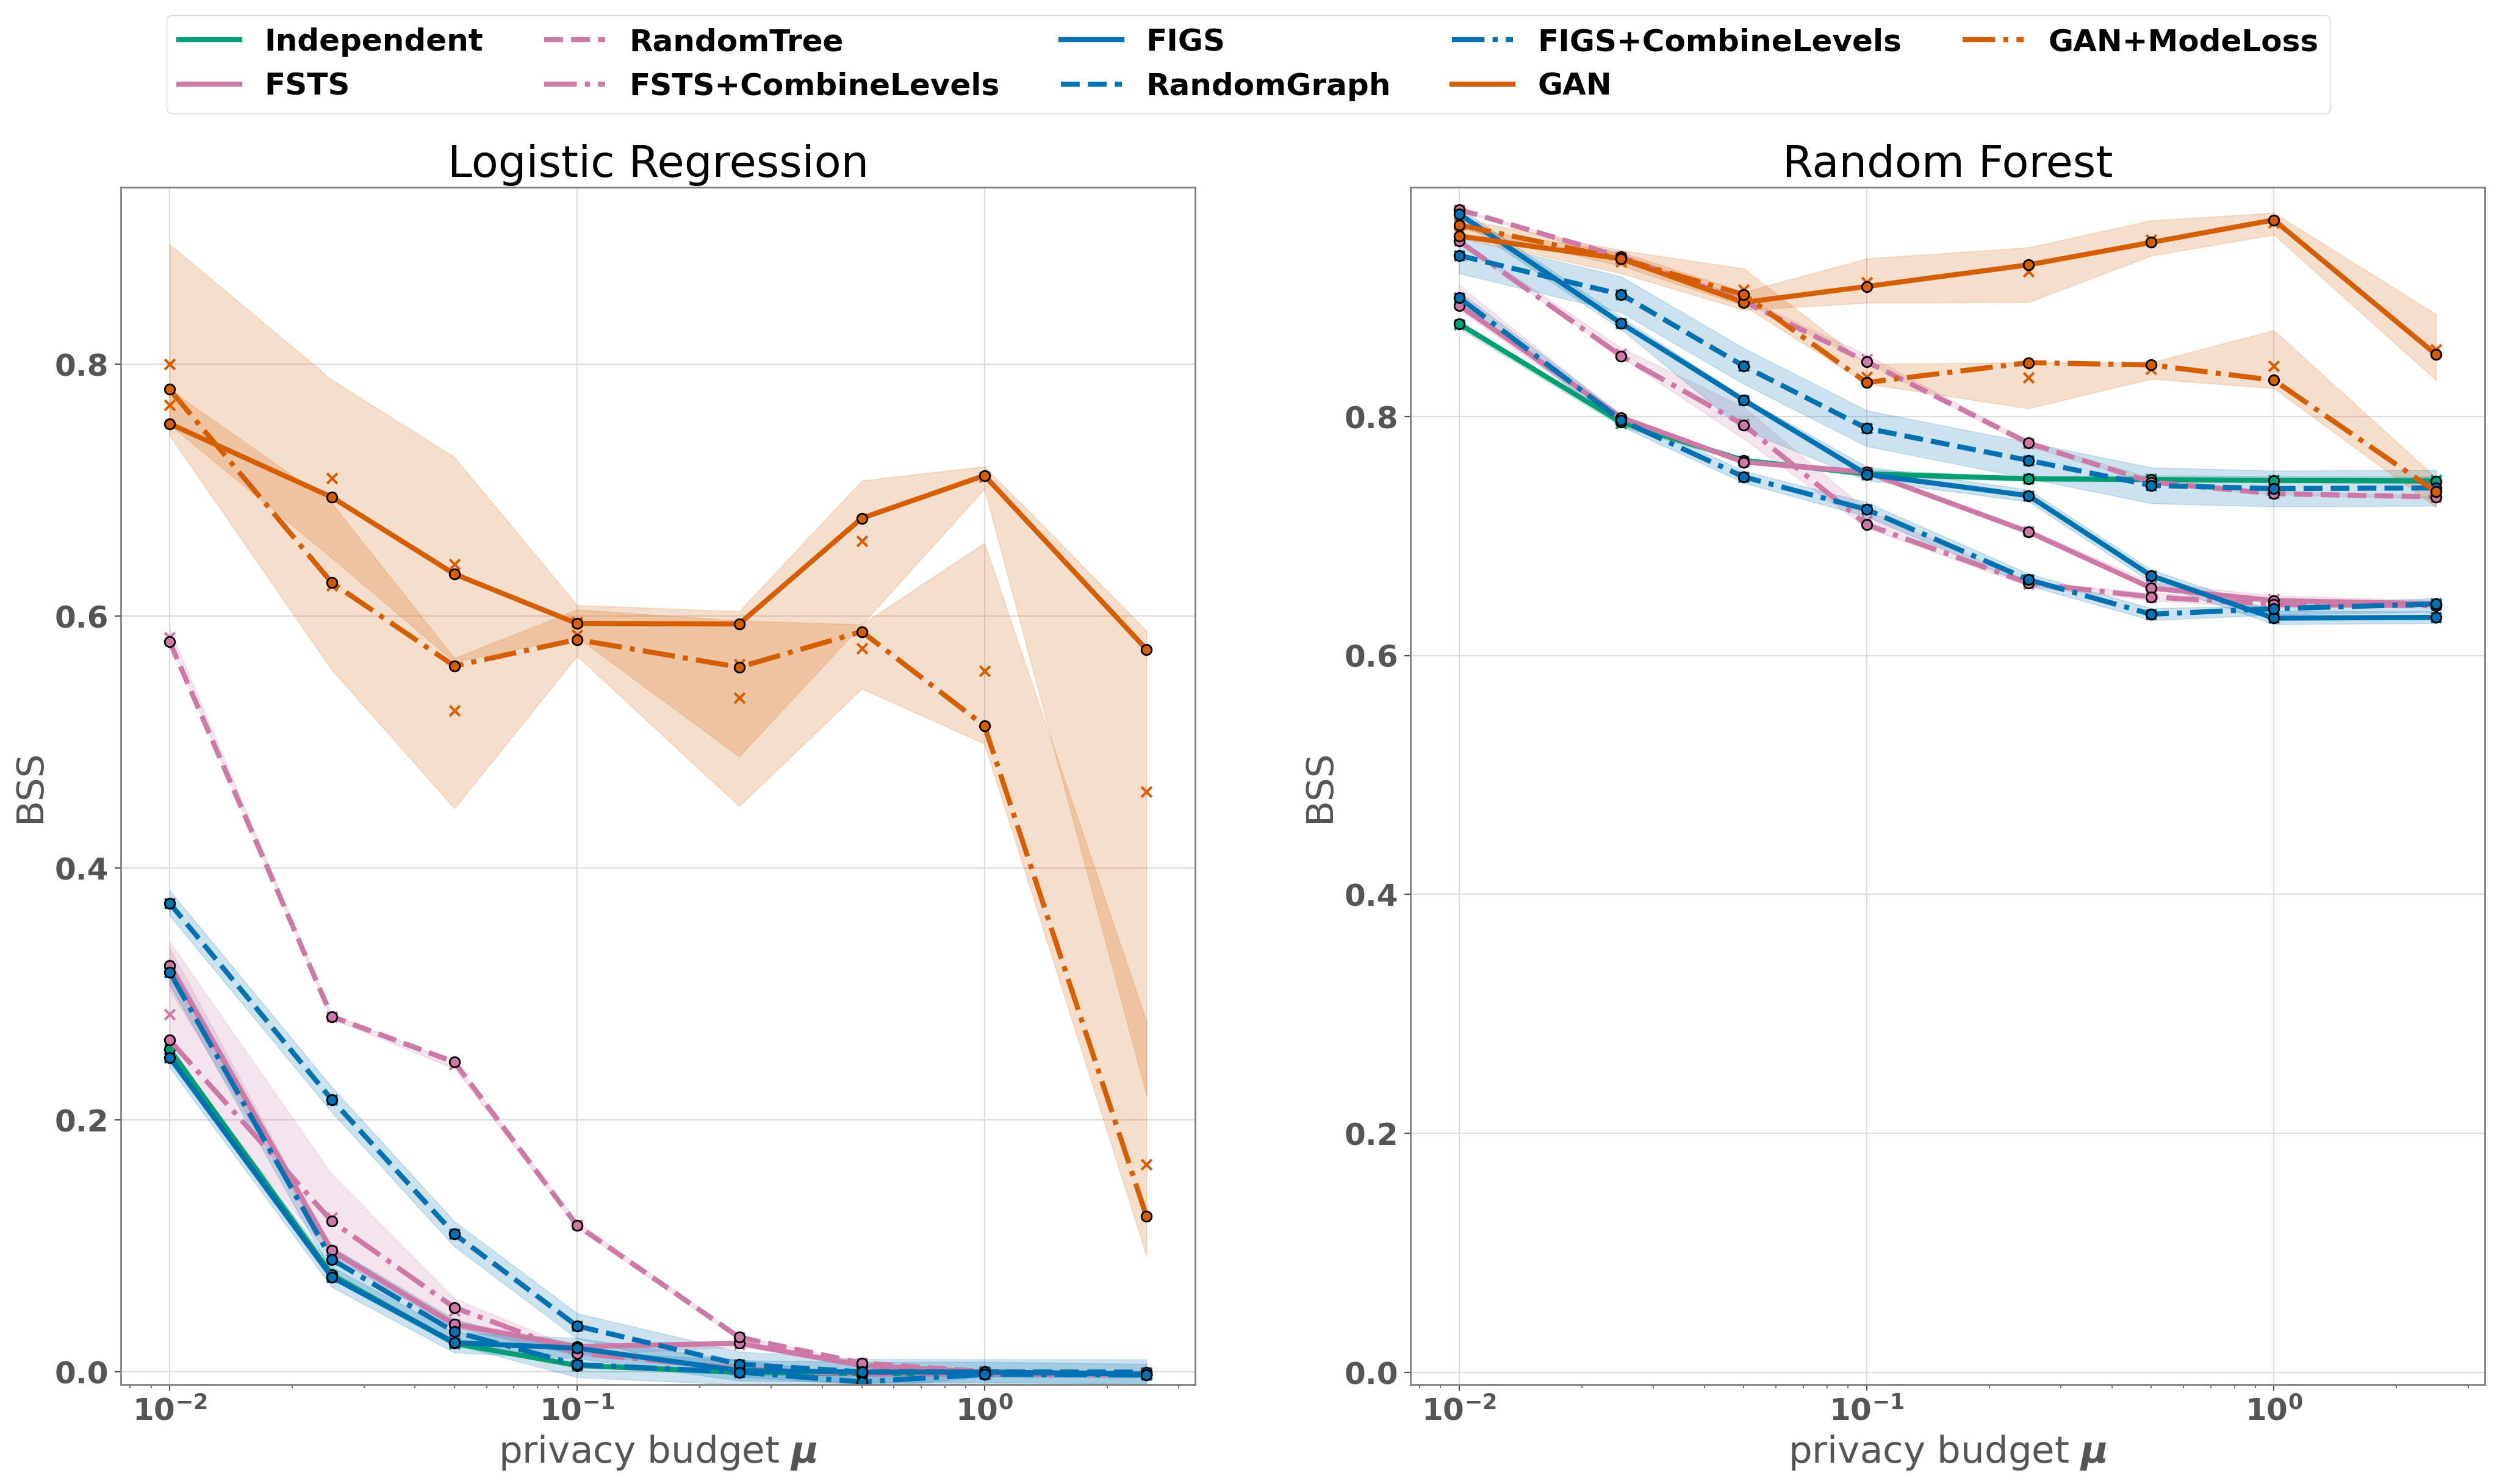 Independent RandomTree FIGS FIGS+CombineLevels GAN+ModeLoss
FSTS FSTS+CombineLevels RandomGraph GAN
Logistic Regression
0.8
0.6
0.4
0.2
0.0
BSS
10⁻² 10⁻¹ 10⁰
privacy budget μ
Random Forest
0.8
0.6
0.4
0.2
0.0
BSS
10⁻² 10⁻¹ 10⁰
privacy budget μ